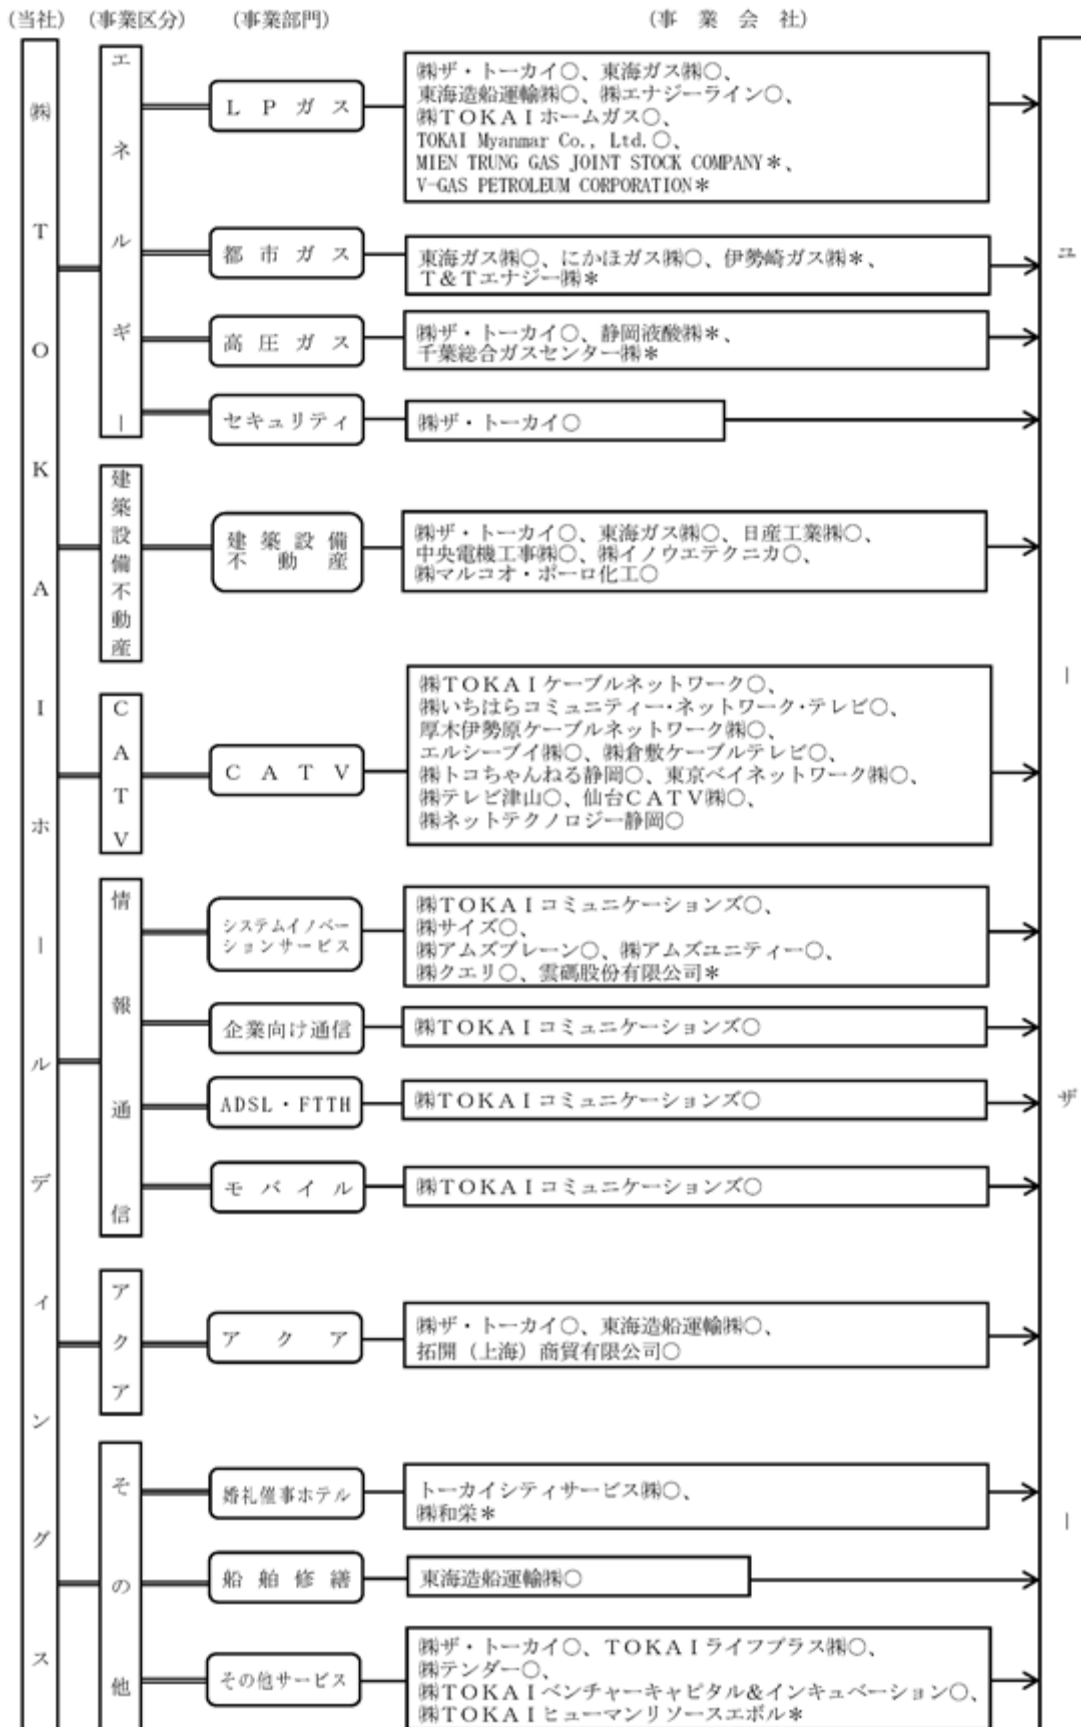 (当社) (事業区分) (事業部門) (事 業 会 社)
㈱TOKAIホールディングス
エネルギー
LPガス
㈱ザ・トーカイ○、東海ガス㈱○、
東海造船運輸㈱○、㈱エナジーライン○、
㈱TOKAIホームガス○、
TOKAI Myanmar Co., Ltd.○、
MIEN TRUNG GAS JOINT STOCK COMPANY*、
V-GAS PETROLEUM CORPORATION*
都市ガス
東海ガス㈱○、にかほガス㈱○、伊勢崎ガス㈱*、
T&Tエナジー㈱*
高圧ガス
㈱ザ・トーカイ○、静岡液酸㈱*、
千葉総合ガスセンター㈱*
セキュリティ
㈱ザ・トーカイ○
建築設備不動産
建築設備
不動産
㈱ザ・トーカイ○、東海ガス㈱○、日産工業㈱○、
中央電機工事㈱○、㈱イノウエテクニカ○、
㈱マルコオ・ポーロ化工○
CATV
CATV
㈱TOKAIケーブルネットワーク○、
㈱いちはらコミュニティー・ネットワーク・テレビ○、
厚木伊勢原ケーブルネットワーク㈱○、
エルシーブイ㈱○、㈱倉敷ケーブルテレビ○、
㈱トコちゃんねる静岡○、東京ベイネットワーク㈱○、
㈱テレビ津山○、仙台CATV㈱○、
㈱ネットテクノロジー静岡○
情報通信
システムイノベー
ションサービス
㈱TOKAIコミュニケーションズ○、
㈱サイズ○、
㈱アムズブレーン○、㈱アムズユニティー○、
㈱クエリ○、雲碼股份有限公司*
企業向け通信
㈱TOKAIコミュニケーションズ○
ADSL・FTTH
㈱TOKAIコミュニケーションズ○
モバイル
㈱TOKAIコミュニケーションズ○
アクア
アクア
㈱ザ・トーカイ○、東海造船運輸㈱○、
拓開(上海)商貿有限公司○
その他
婚礼催事ホテル
トーカイシティサービス㈱○、
㈱和栄*
船舶修繕
東海造船運輸㈱○
その他サービス
㈱ザ・トーカイ○、TOKAIライフプラス㈱○、
㈱テンダー○、
㈱TOKAIベンチャーキャピタル&インキュベーション○、
㈱TOKAIヒューマンリソースエボル*
ユーザー